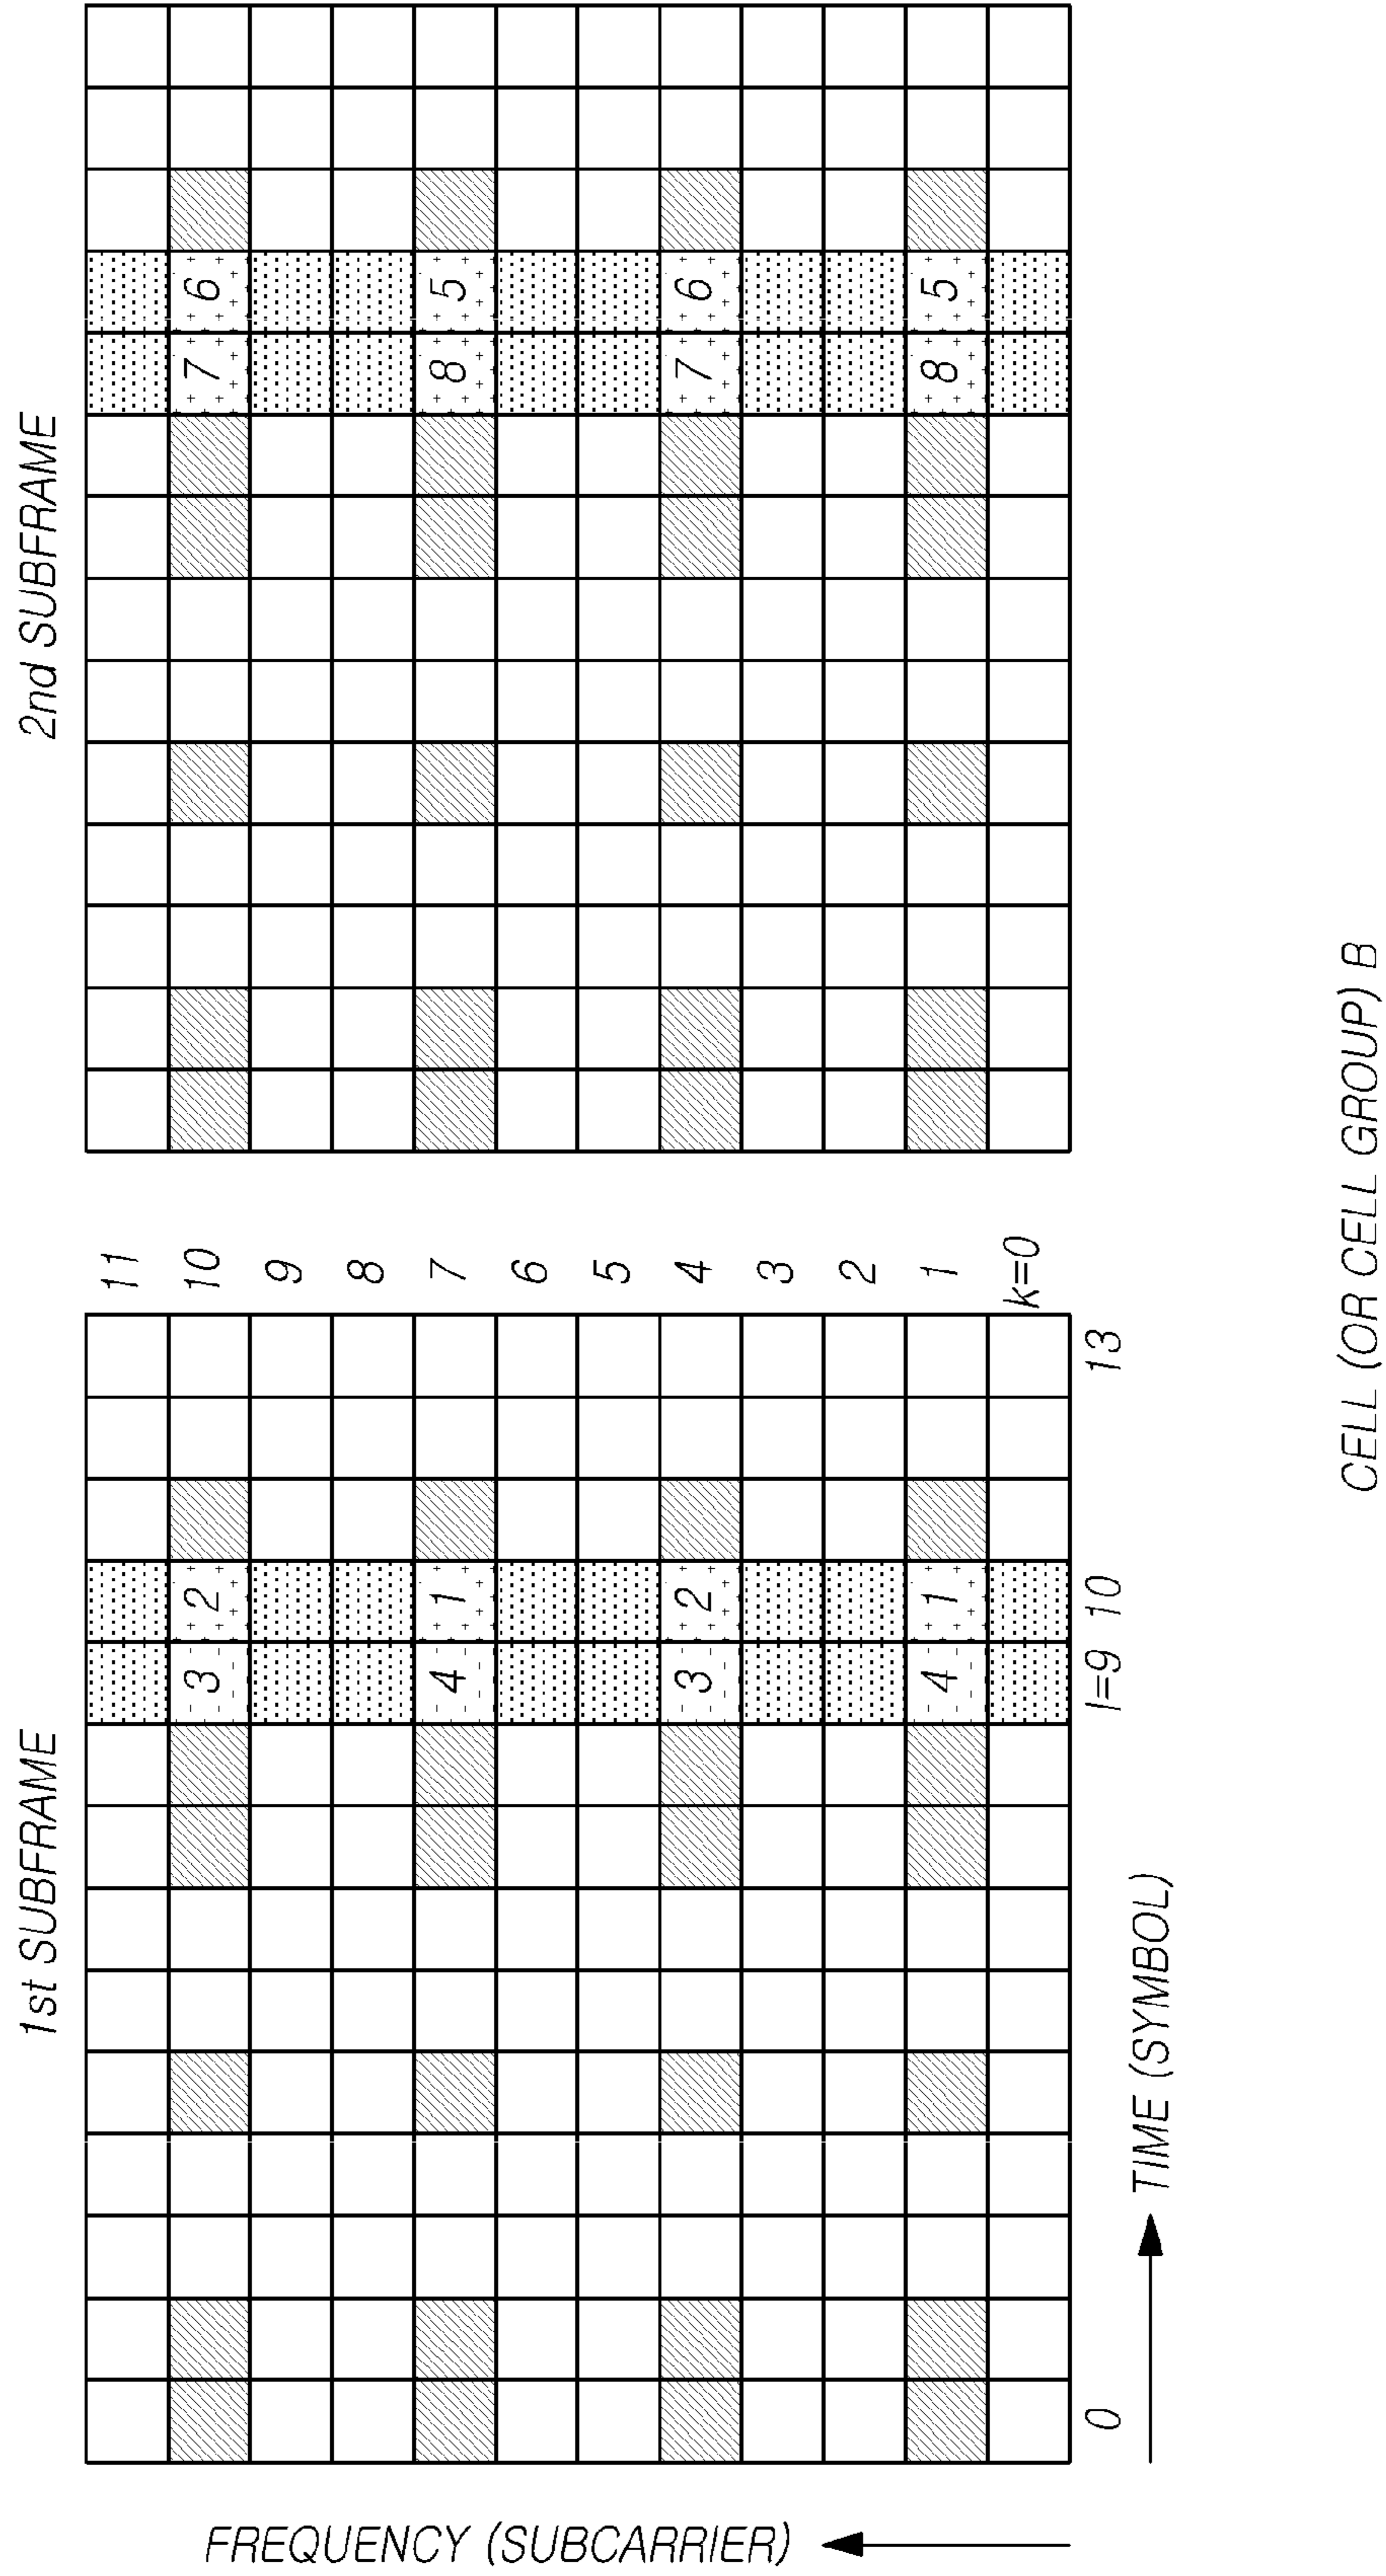 1st SUBFRAME 2nd SUBFRAME
11
3 2 10 7 6
9
8
4 1 7 8 5
6
5
3 2 4 7 6
3
2
4 1 1 8 5
k=0
0 l=9 10 13
FREQUENCY (SUBCARRIER)
TIME (SYMBOL)
CELL (OR CELL GROUP) B